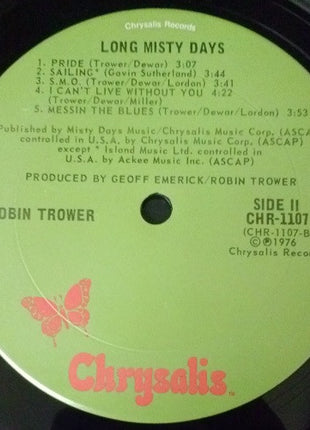 Chrysalis Records
LONG MISTY DAYS
1. PRIDE (Trower/Dewar) 3:07
2. SAILING* (Gavin Sutherland) 3:44
3. S.M.O. (Trower/Dewar/Lordon) 3:41
4. I CAN'T LIVE WITHOUT YOU 4:22
(Trower/Dewar/Miller)
5. MESSIN THE BLUES (Trower/Dewar/Lordon) 3:53
Published by Misty Days Music/Chrysalis Music Corp. (ASCAP)
controlled in U.S.A. by Chrysalis Music Corp. (ASCAP)
except * Island Music Ltd. controlled in
U.S.A. by Ackee Music Inc. (ASCAP)
PRODUCED BY GEOFF EMERICK/ROBIN TROWER
OBIN TROWER
SIDE II
CHR-1107
(CHR-1107-B
©℗1976
Chrysalis Recor
Chrysalis
TM